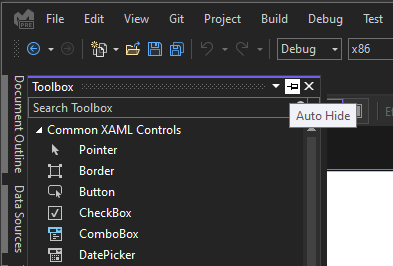 PRE
File Edit View Project Build Debug Test
Debug x86
Toolbox
Search Toolbox
Auto Hide
Common XAML Controls
Pointer
Border
Button
CheckBox
ComboBox
DatePicker
Document Outline
Data Sources